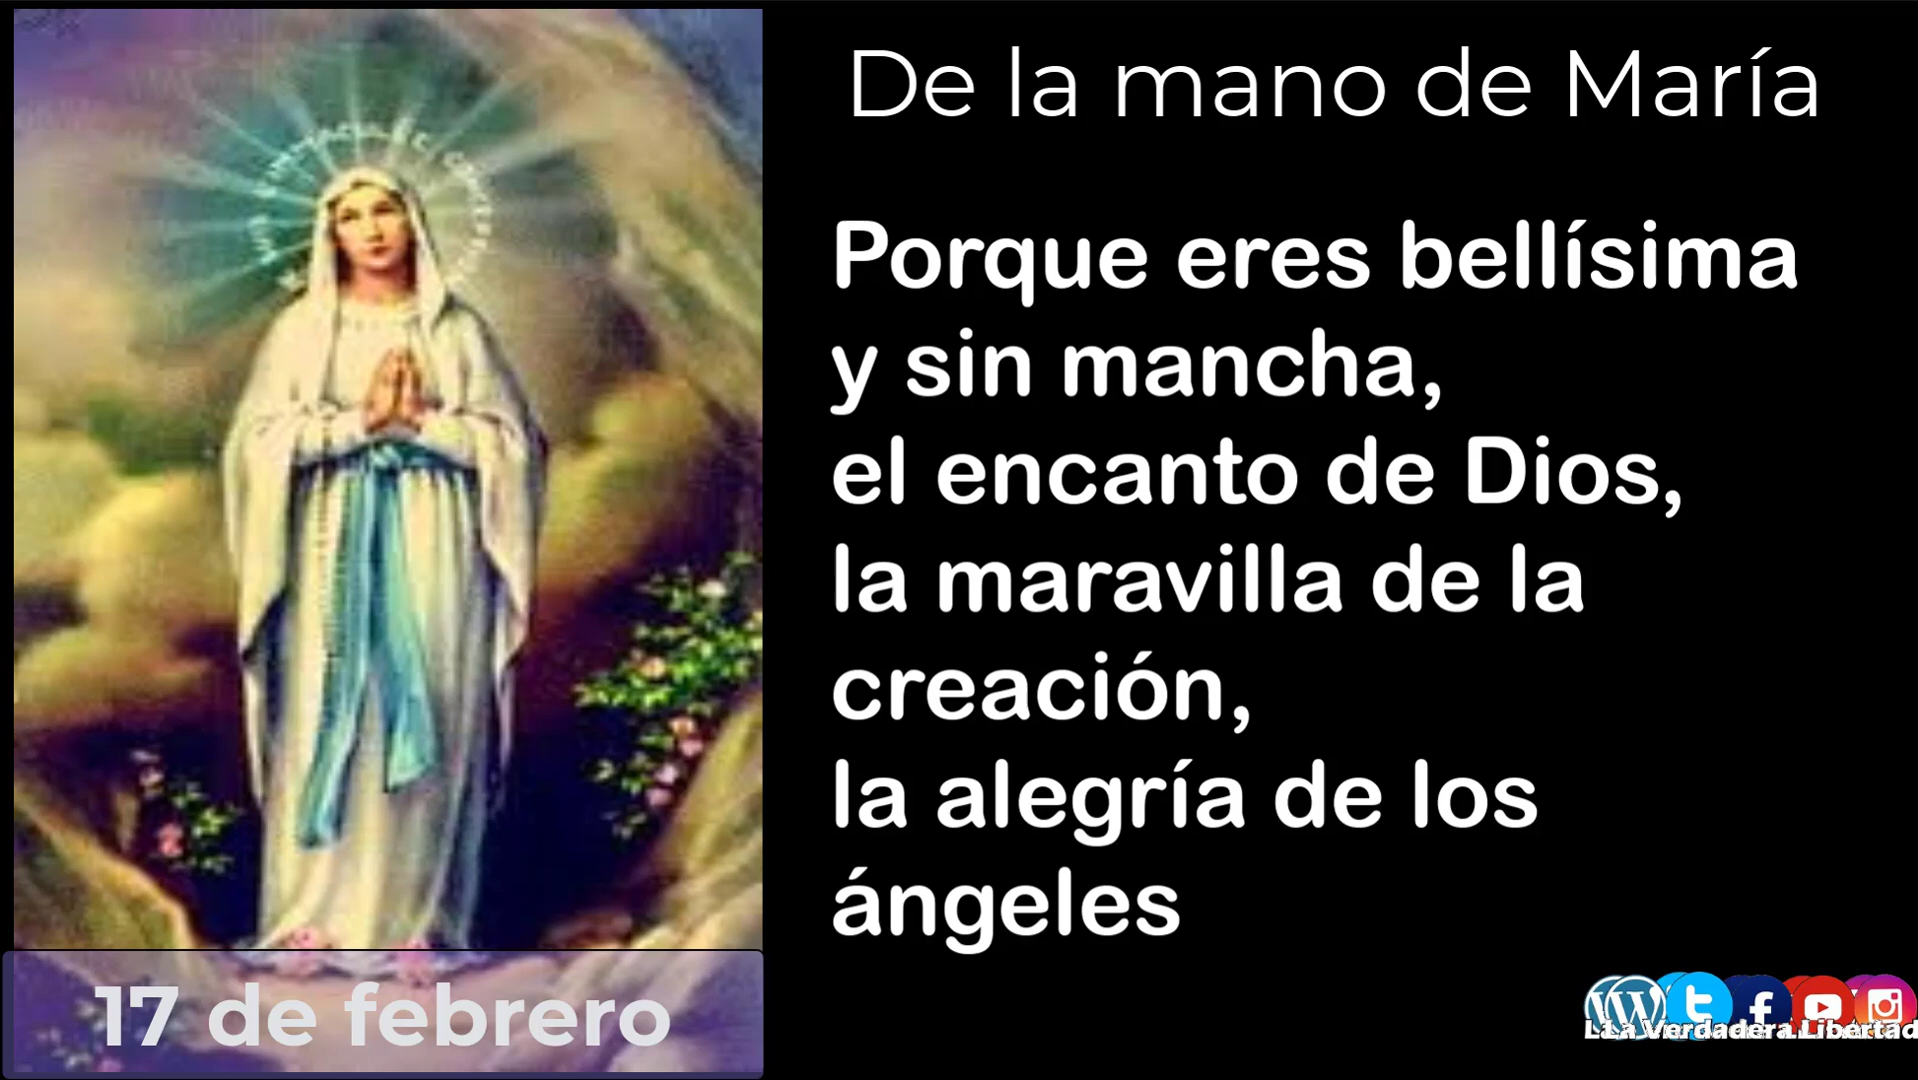 De la mano de María
Porque eres bellísima
y sin mancha,
el encanto de Dios,
la maravilla de la
creación,
la alegría de los
ángeles
17 de febrero
La Verdadera Libertad